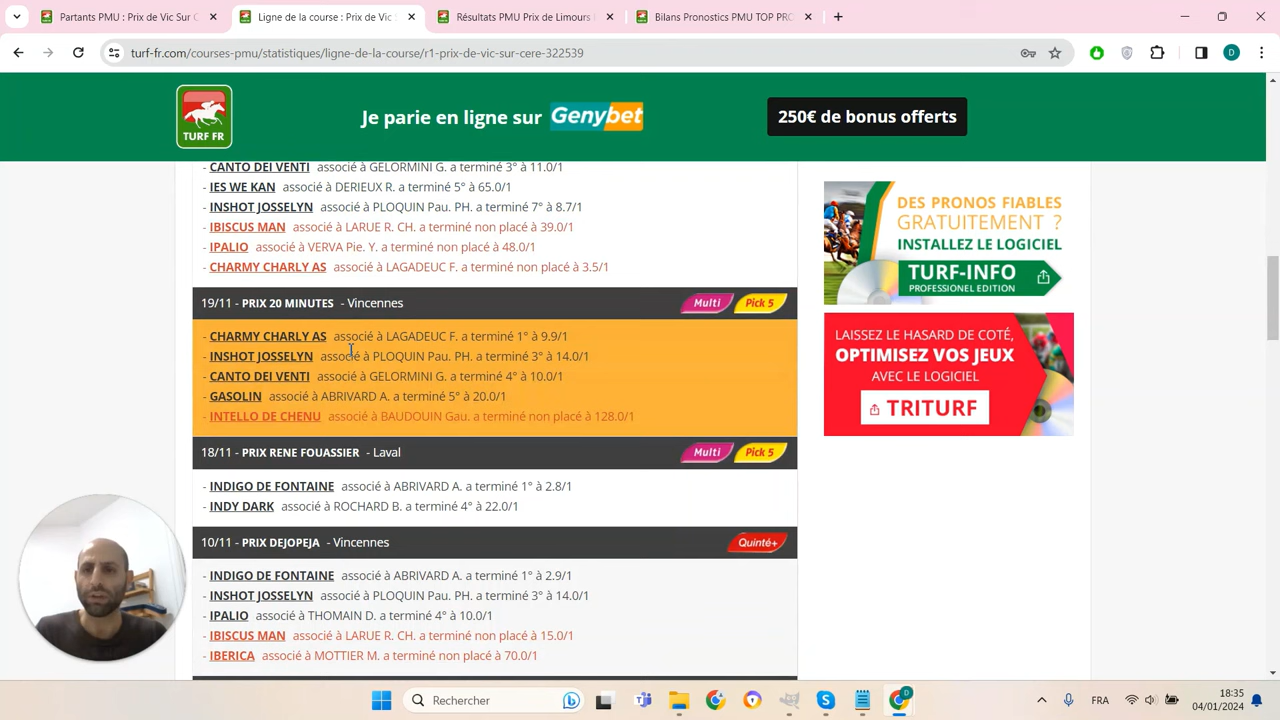 Partants PMU : Prix de Vic Sur C
Ligne de la course : Prix de Vic S
Résultats PMU Prix de Limours
Bilans Pronostics PMU TOP PRO
turf-fr.com/courses-pmu/statistiques/ligne-de-la-course/r1-prix-de-vic-sur-cere-322539
D
TURF FR
Je parie en ligne sur Genybet
250€ de bonus offerts
- CANTO DEI VENTI associé à GELORMINI G. a terminé 3° à 11.0/1
- IES WE KAN associé à DERIEUX R. a terminé 5° à 65.0/1
- INSHOT JOSSELYN associé à PLOQUIN Pau. PH. a terminé 7° à 8.7/1
- IBISCUS MAN associé à LARUE R. CH. a terminé non placé à 39.0/1
- IPALIO associé à VERVA Pie. Y. a terminé non placé à 48.0/1
- CHARMY CHARLY AS associé à LAGADEUC F. a terminé non placé à 3.5/1
19/11 - PRIX 20 MINUTES - Vincennes Multi Pick 5
- CHARMY CHARLY AS associé à LAGADEUC F. a terminé 1° à 9.9/1
- INSHOT JOSSELYN associé à PLOQUIN Pau. PH. a terminé 3° à 14.0/1
- CANTO DEI VENTI associé à GELORMINI G. a terminé 4° à 10.0/1
- GASOLIN associé à ABRIVARD A. a terminé 5° à 20.0/1
- INTELLO DE CHENU associé à BAUDOUIN Gau. a terminé non placé à 128.0/1
18/11 - PRIX RENE FOUASSIER - Laval Multi Pick 5
- INDIGO DE FONTAINE associé à ABRIVARD A. a terminé 1° à 2.8/1
- INDY DARK associé à ROCHARD B. a terminé 4° à 22.0/1
10/11 - PRIX DEJOPEJA - Vincennes Quinté+
- INDIGO DE FONTAINE associé à ABRIVARD A. a terminé 1° à 2.9/1
- INSHOT JOSSELYN associé à PLOQUIN Pau. PH. a terminé 3° à 14.0/1
- IPALIO associé à THOMAIN D. a terminé 4° à 10.0/1
- IBISCUS MAN associé à LARUE R. CH. a terminé non placé à 15.0/1
- IBERICA associé à MOTTIER M. a terminé non placé à 70.0/1
DES PRONOS FIABLES
GRATUITEMENT ?
INSTALLEZ LE LOGICIEL
TURF-INFO
PROFESSIONEL EDITION
LAISSEZ LE HASARD DE COTÉ,
OPTIMISEZ VOS JEUX
AVEC LE LOGICIEL
TRITURF
Rechercher
D
FRA
18:35
04/01/2024